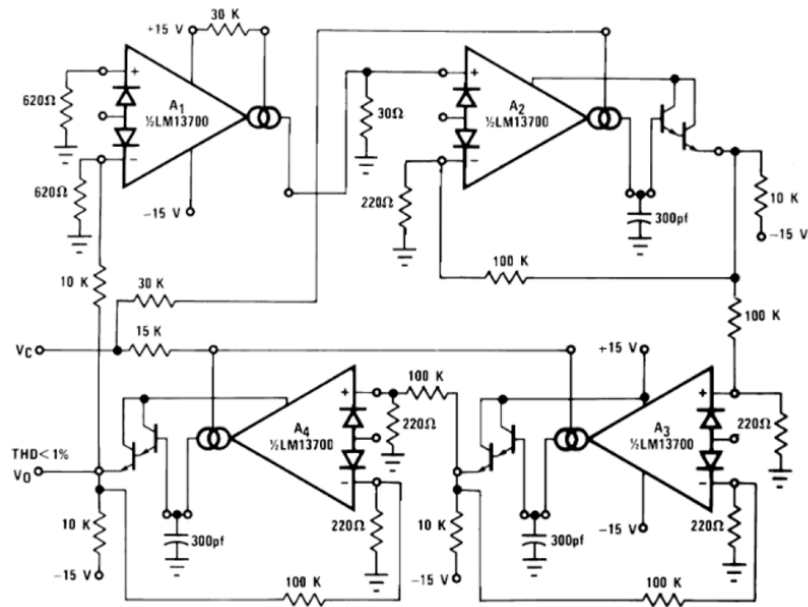 30 K
+15 V
+
A1
½LM13700
620Ω
−
620Ω
−15 V
+
A2
½LM13700
30Ω
−
220Ω
300pf
10 K
−15 V
10 K
30 K
100 K
100 K
VC
15 K
+15 V
100 K
+
A4
½LM13700
220Ω
−
+
A3
½LM13700
220Ω
−
THD<1%
VO
10 K
300pf
220Ω
10 K
300pf
−15 V
220Ω
−15 V
100 K
−15 V
100 K